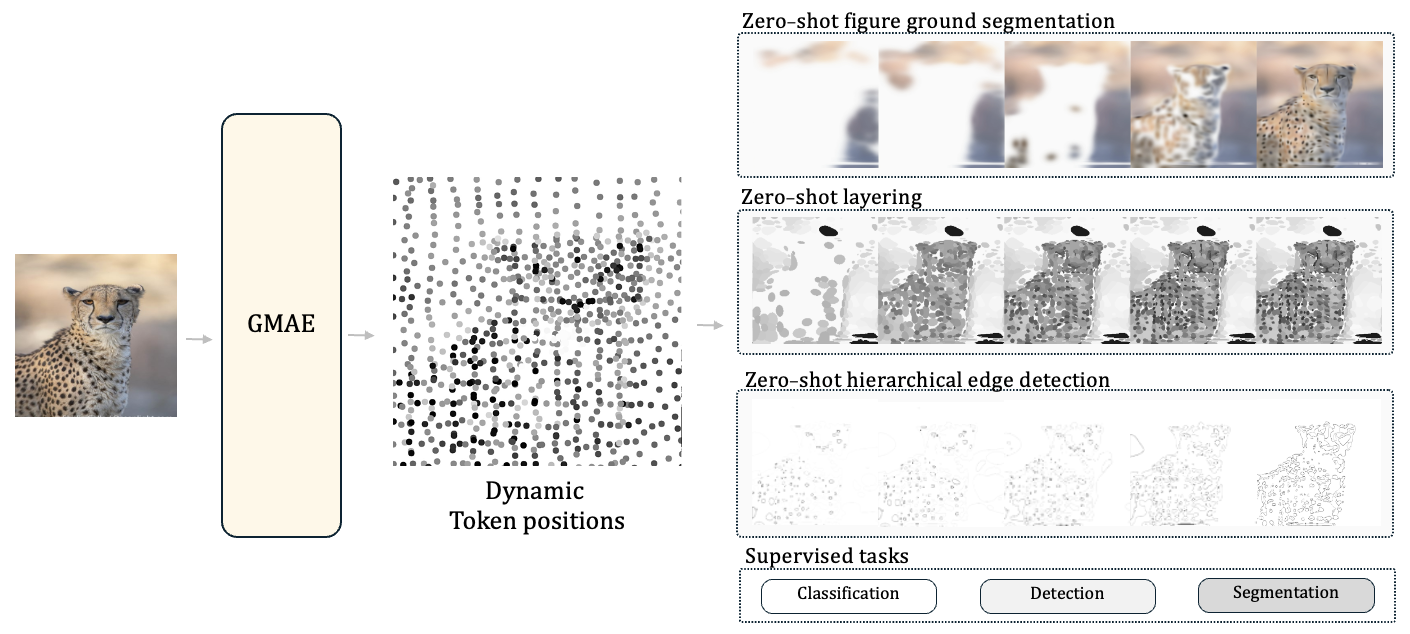 Zero-shot figure ground segmentation
Zero-shot layering
GMAE
Zero-shot hierarchical edge detection
Dynamic
Token positions
Supervised tasks
Classification
Detection
Segmentation